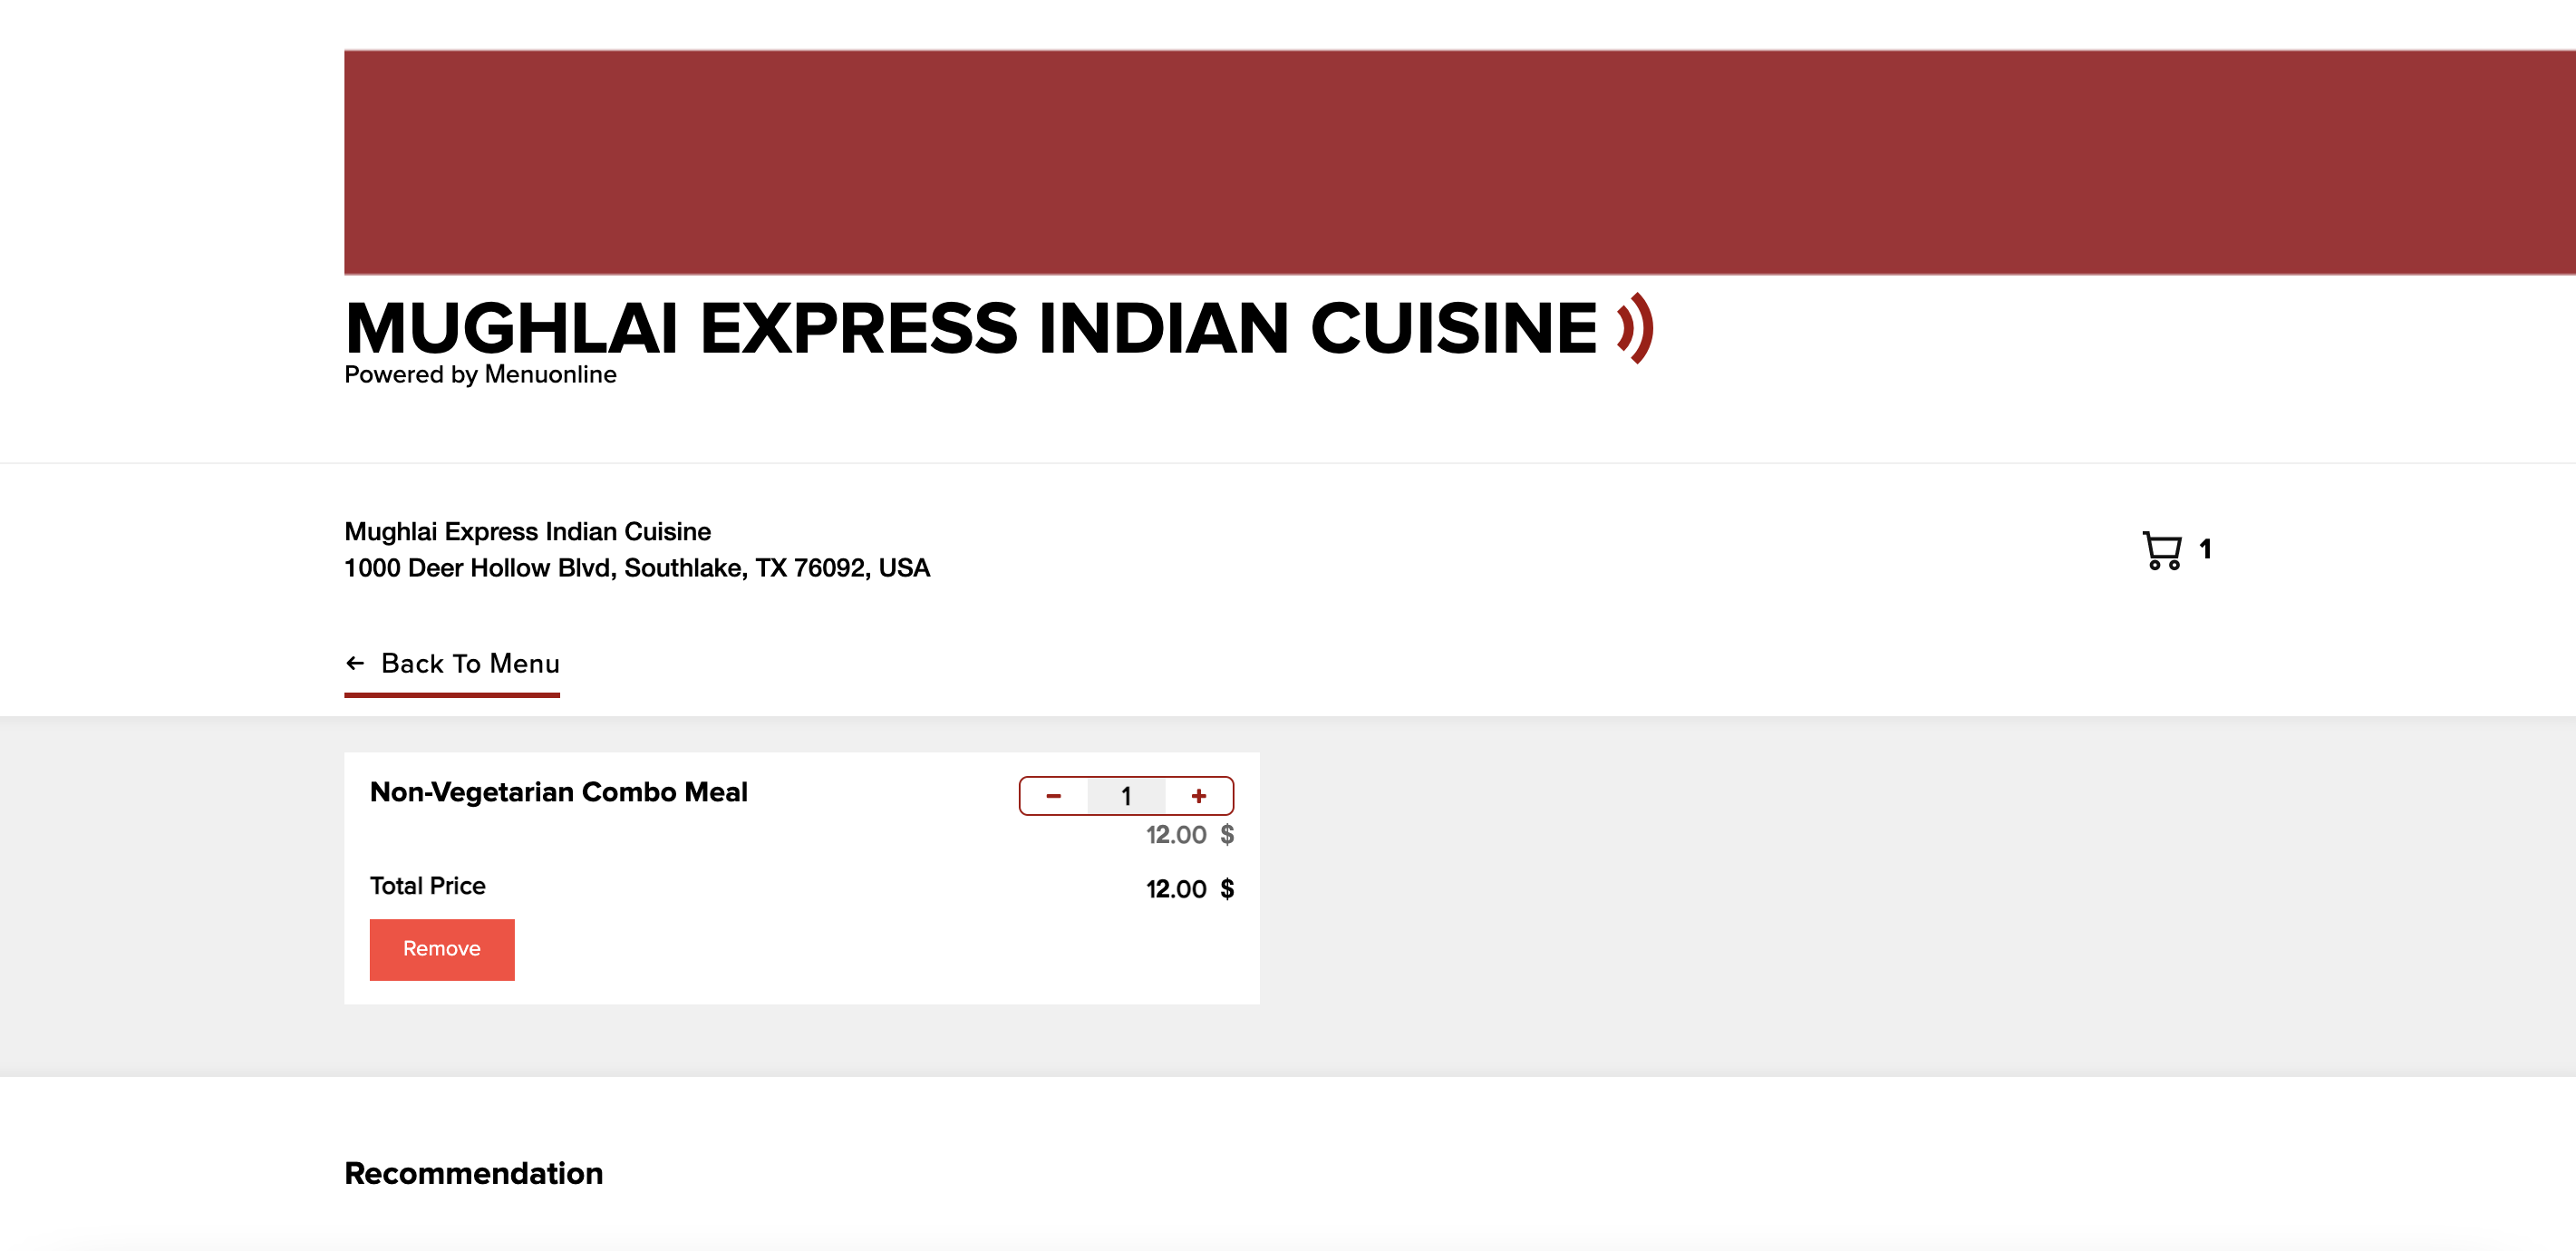 MUGHLAI EXPRESS INDIAN CUISINE
Powered by Menuonline
Mughlai Express Indian Cuisine
1000 Deer Hollow Blvd, Southlake, TX 76092, USA
1
Back To Menu
Non-Vegetarian Combo Meal
− 1 +
12.00 $
Total Price 12.00 $
Remove
Recommendation